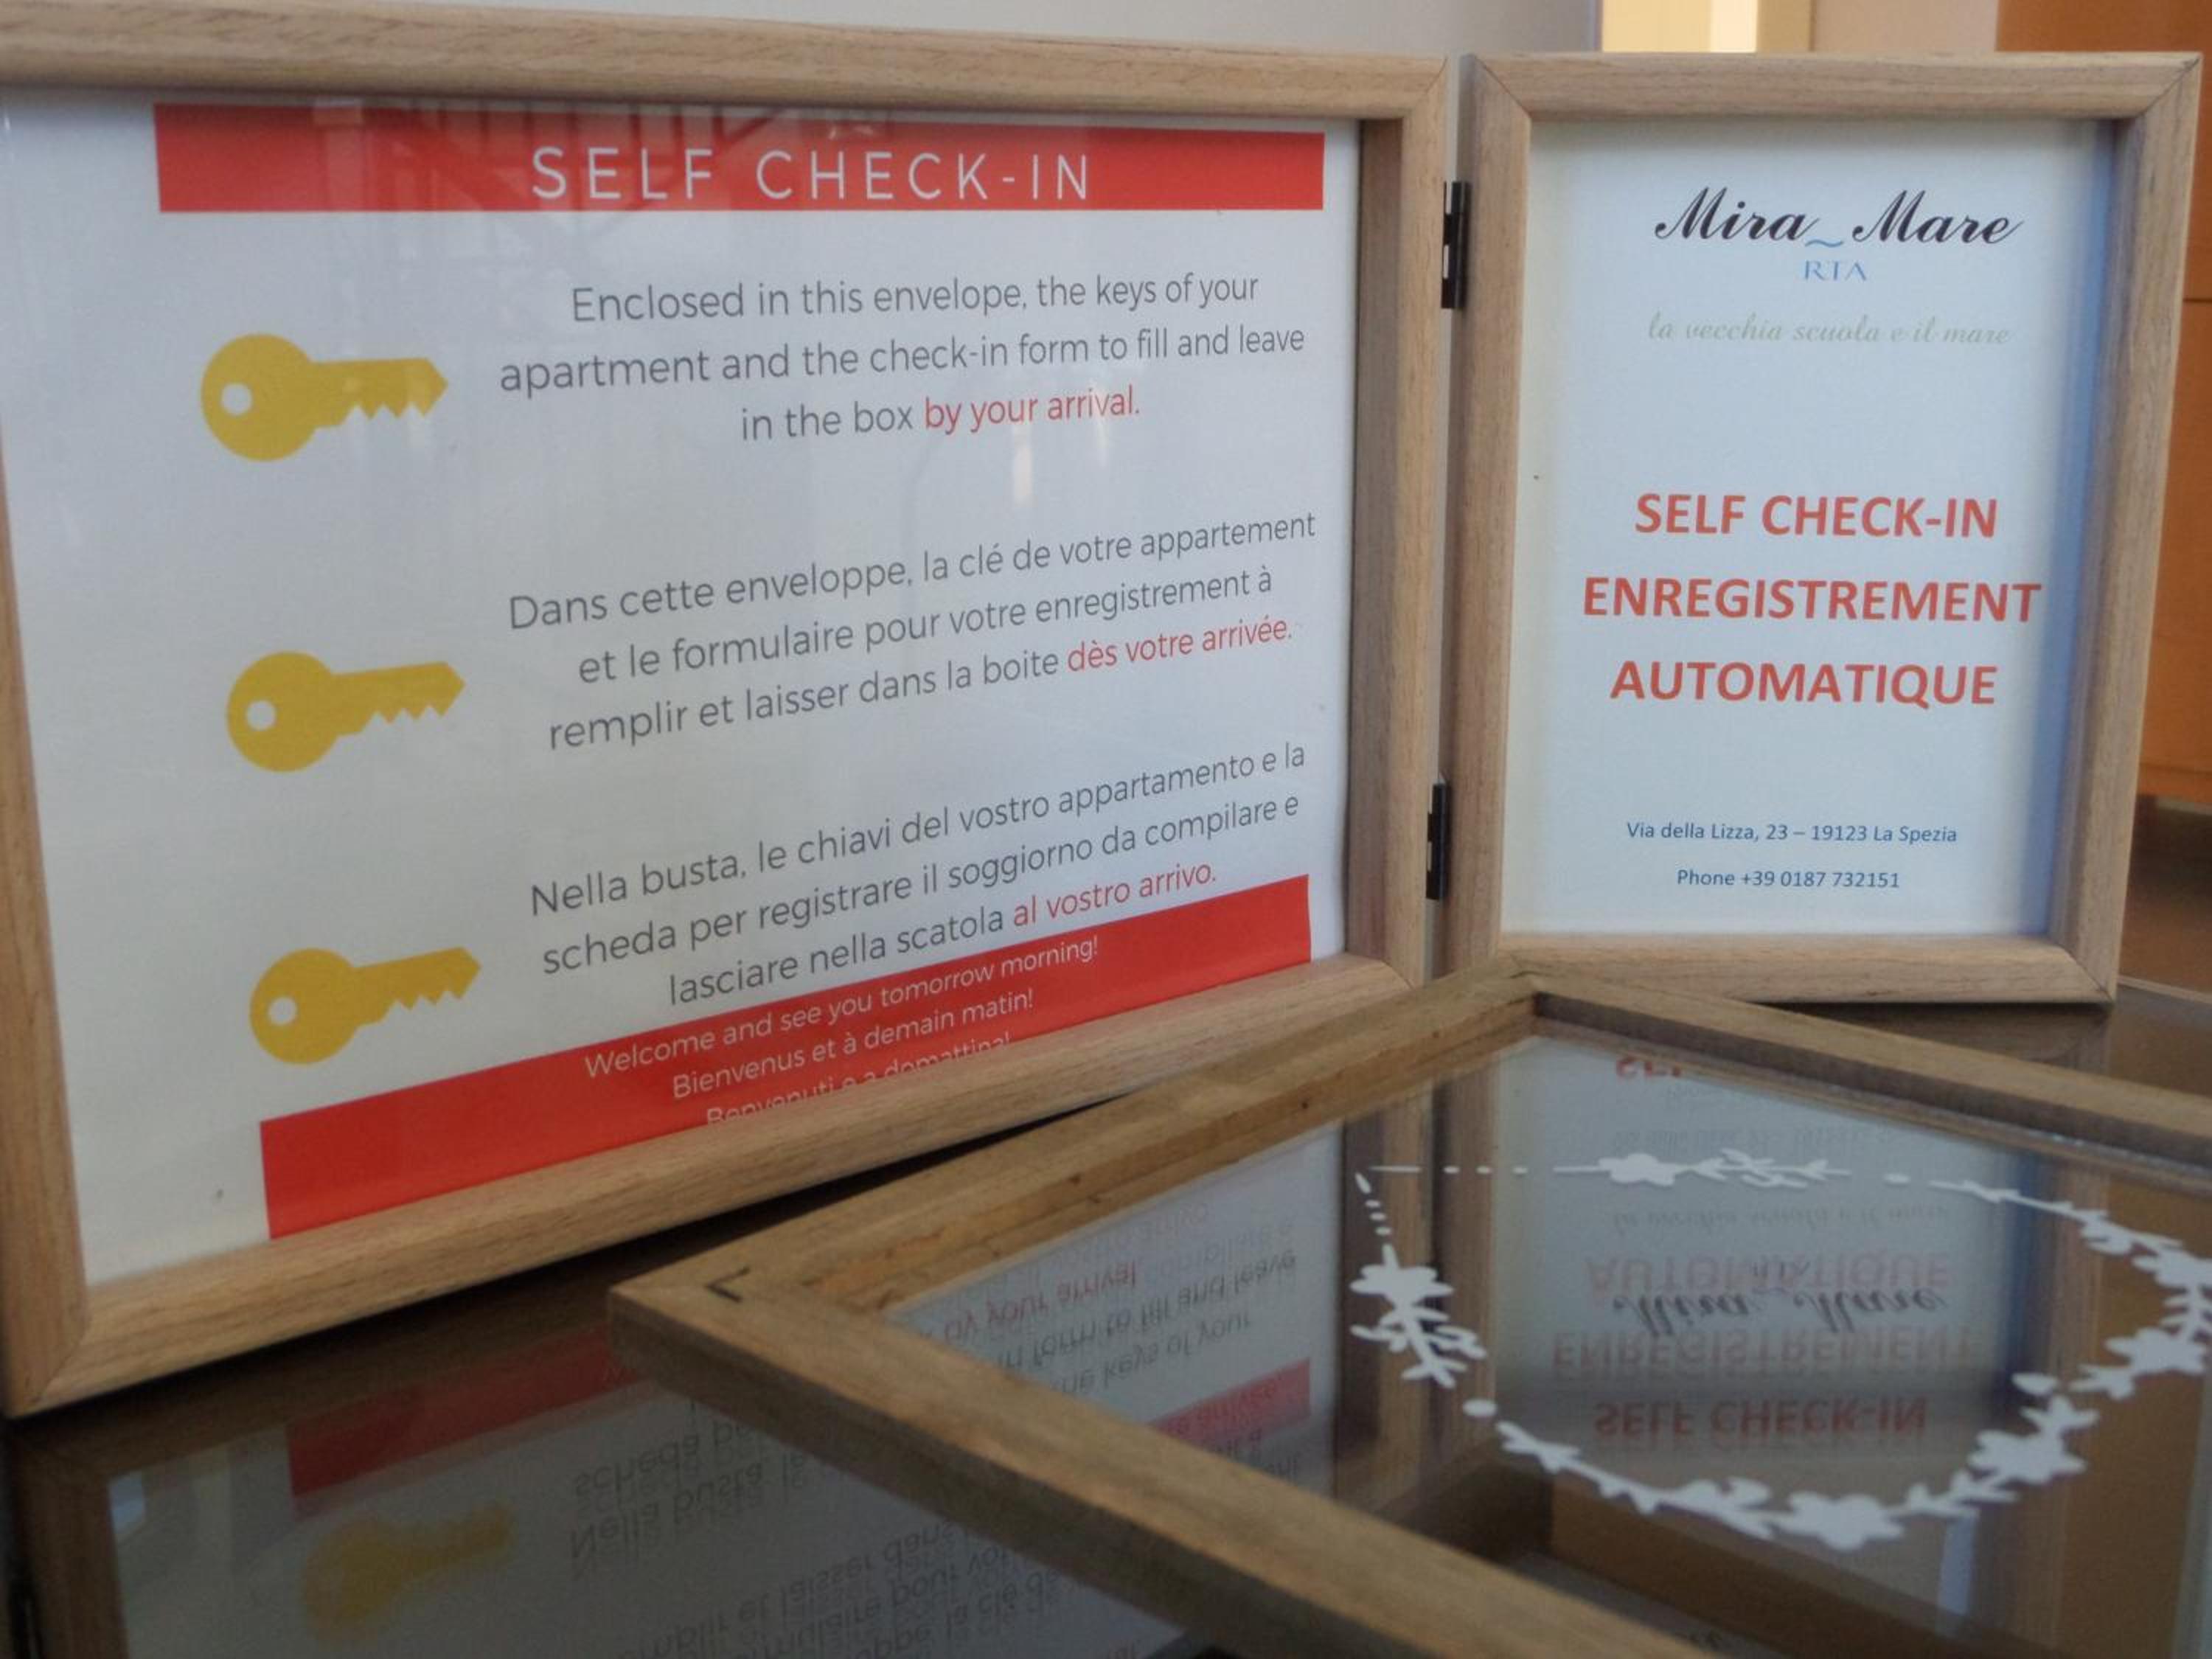 SELF CHECK-IN
Enclosed in this envelope, the keys of your
apartment and the check-in form to fill and leave
in the box by your arrival.
Dans cette enveloppe, la clé de votre appartement
et le formulaire pour votre enregistrement à
remplir et laisser dans la boite dès votre arrivée.
Nella busta, le chiavi del vostro appartamento e la
scheda per registrare il soggiorno da compilare e
lasciare nella scatola al vostro arrivo.
Welcome and see you tomorrow morning!
Bienvenus et à demain matin!
Benvenuti e a domattina!
Mira~Mare
RTA
la vecchia scuola e il mare
SELF CHECK-IN
ENREGISTREMENT
AUTOMATIQUE
Via della Lizza, 23 – 19123 La Spezia
Phone +39 0187 732151